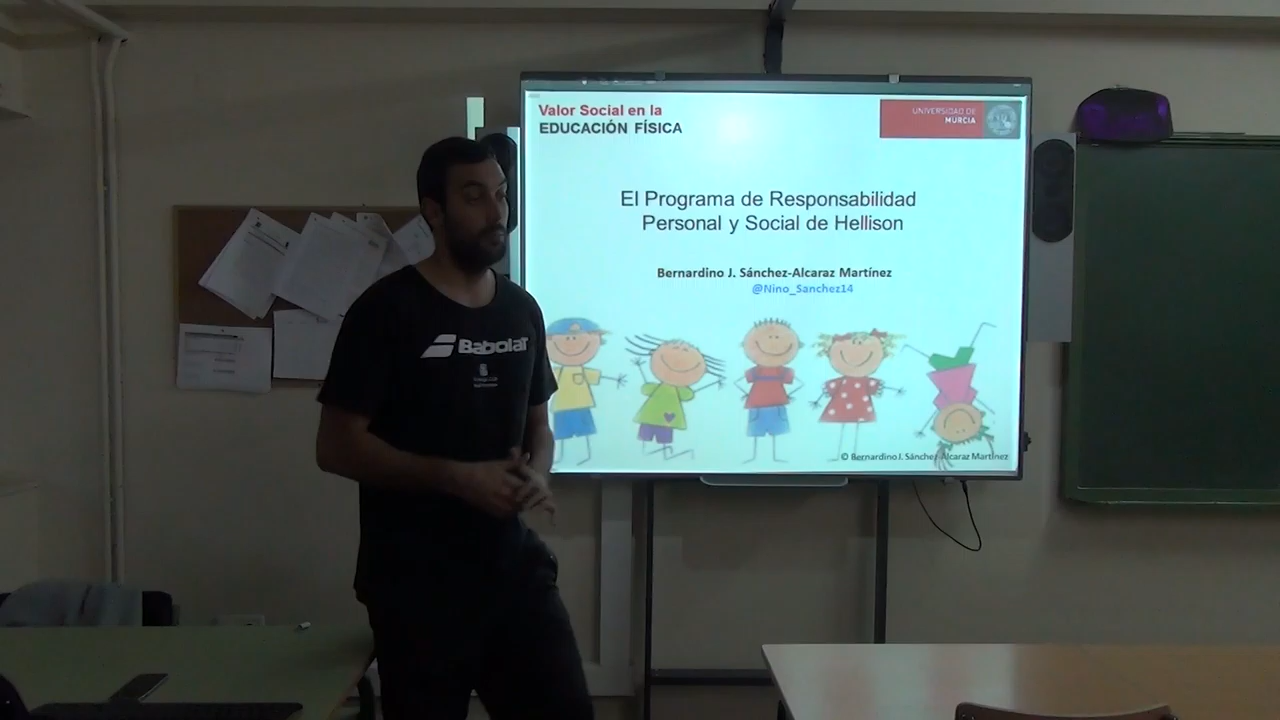 Valor Social en la
EDUCACIÓN FÍSICA
UNIVERSIDAD DE
MURCIA
El Programa de Responsabilidad
Personal y Social de Hellison
Bernardino J. Sánchez-Alcaraz Martínez
@Nino_Sanchez14
Babolat
© Bernardino J. Sánchez-Alcaraz Martínez